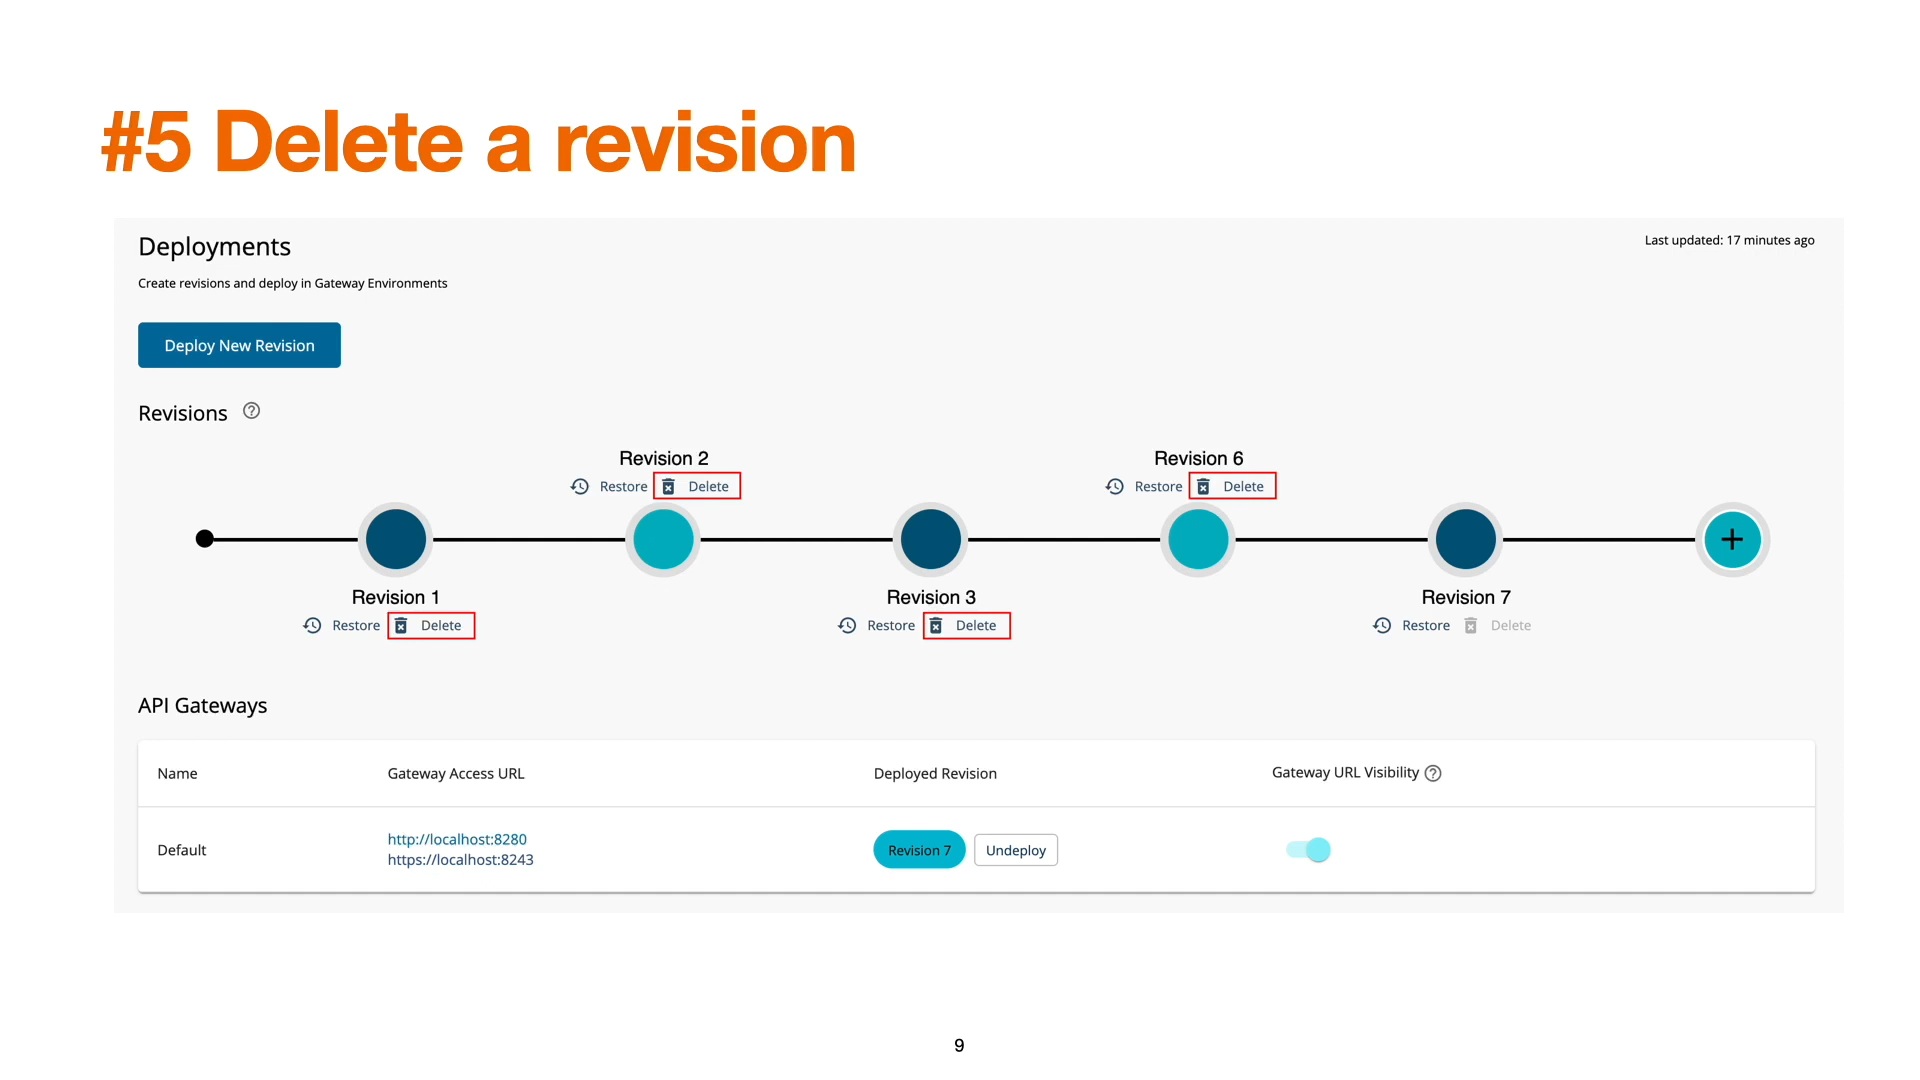 #5 Delete a revision
Deployments
Last updated: 17 minutes ago
Create revisions and deploy in Gateway Environments
Deploy New Revision
Revisions
Revision 2
Restore Delete
Revision 6
Restore Delete
Revision 1
Restore Delete
Revision 3
Restore Delete
Revision 7
Restore Delete
API Gateways
Name Gateway Access URL Deployed Revision Gateway URL Visibility
Default http://localhost:8280 Revision 7 Undeploy
https://localhost:8243
9